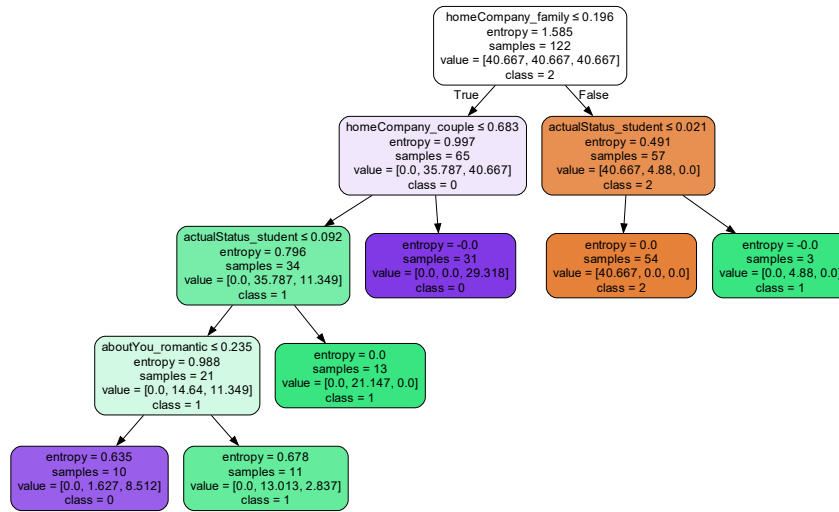 homeCompany_family ≤ 0.196
entropy = 1.585
samples = 122
value = [40.667, 40.667, 40.667]
class = 2
True
False
homeCompany_couple ≤ 0.683
entropy = 0.997
samples = 65
value = [0.0, 35.787, 40.667]
class = 0
actualStatus_student ≤ 0.021
entropy = 0.491
samples = 57
value = [40.667, 4.88, 0.0]
class = 2
actualStatus_student ≤ 0.092
entropy = 0.796
samples = 34
value = [0.0, 35.787, 11.349]
class = 1
entropy = -0.0
samples = 31
value = [0.0, 0.0, 29.318]
class = 0
entropy = 0.0
samples = 54
value = [40.667, 0.0, 0.0]
class = 2
entropy = -0.0
samples = 3
value = [0.0, 4.88, 0.0]
class = 1
aboutYou_romantic ≤ 0.235
entropy = 0.988
samples = 21
value = [0.0, 14.64, 11.349]
class = 1
entropy = 0.0
samples = 13
value = [0.0, 21.147, 0.0]
class = 1
entropy = 0.635
samples = 10
value = [0.0, 1.627, 8.512]
class = 0
entropy = 0.678
samples = 11
value = [0.0, 13.013, 2.837]
class = 1